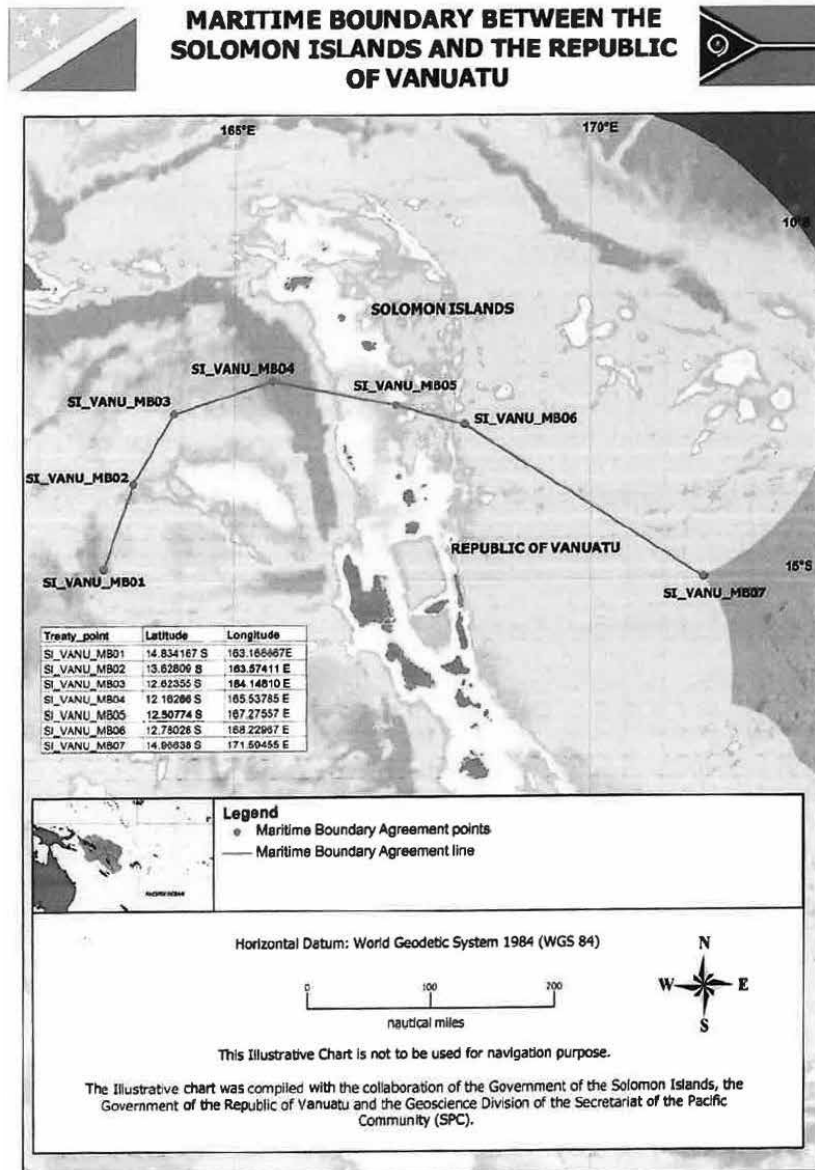 MARITIME BOUNDARY BETWEEN THE
SOLOMON ISLANDS AND THE REPUBLIC
OF VANUATU
165°E
170°E
10°S
SOLOMON ISLANDS
SI_VANU_MB04
SI_VANU_MB05
SI_VANU_MB03
SI_VANU_MB06
SI_VANU_MB02
REPUBLIC OF VANUATU
15°S
SI_VANU_MB01
SI_VANU_MB07
Treaty_point Latitude Longitude
SI_VANU_MB01 14.834167 S 163.166667E
SI_VANU_MB02 13.62809 S 163.57411 E
SI_VANU_MB03 12.62355 S 164.14810 E
SI_VANU_MB04 12.16266 S 165.53785 E
SI_VANU_MB05 12.50774 S 167.27557 E
SI_VANU_MB06 12.78028 S 168.22967 E
SI_VANU_MB07 14.96638 S 171.59455 E
Legend
Maritime Boundary Agreement points
Maritime Boundary Agreement line
PACIFIC OCEAN
Horizontal Datum: World Geodetic System 1984 (WGS 84)
N
W E
S
0 100 200
nautical miles
This Illustrative Chart is not to be used for navigation purpose.
The Illustrative chart was compiled with the collaboration of the Government of the Solomon Islands, the
Government of the Republic of Vanuatu and the Geoscience Division of the Secretariat of the Pacific
Community (SPC).